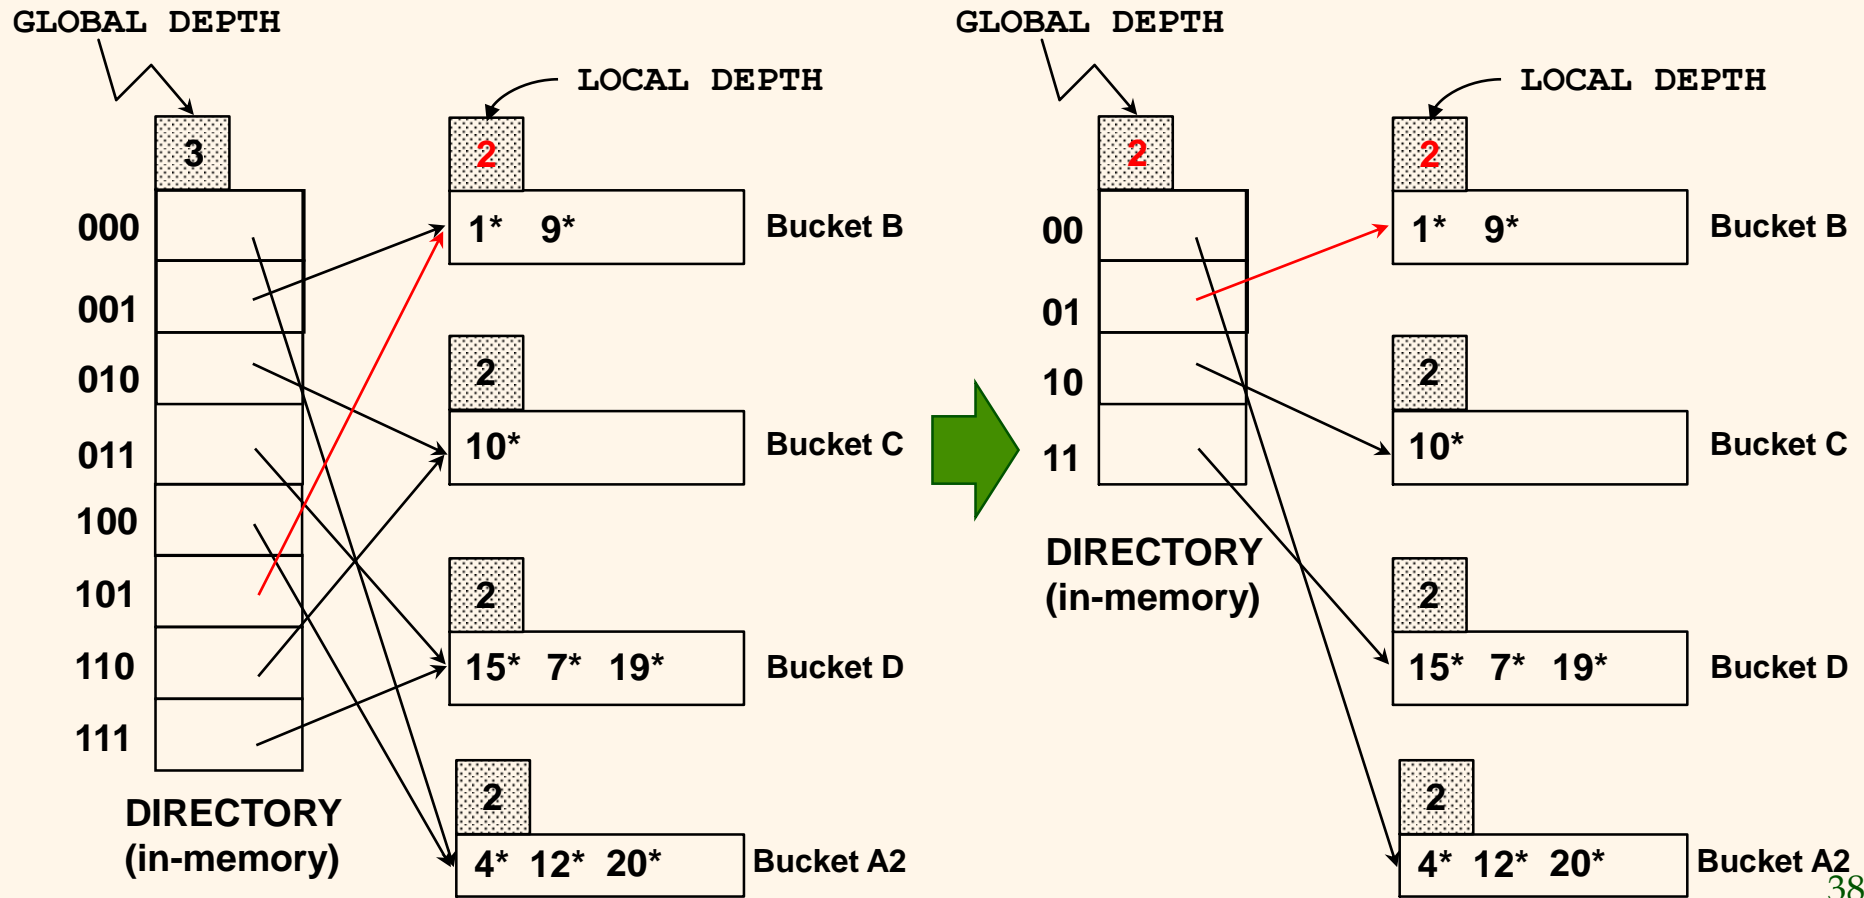 GLOBAL DEPTH
LOCAL DEPTH
3
2
000
1* 9*
Bucket B
001
2
010
10*
Bucket C
011
100
2
101
15* 7* 19*
Bucket D
110
111
2
DIRECTORY
(in-memory)
4* 12* 20*
Bucket A2
GLOBAL DEPTH
LOCAL DEPTH
2
2
00
1* 9*
Bucket B
01
2
10
10*
Bucket C
11
DIRECTORY
(in-memory)
2
15* 7* 19*
Bucket D
2
4* 12* 20*
Bucket A2
38